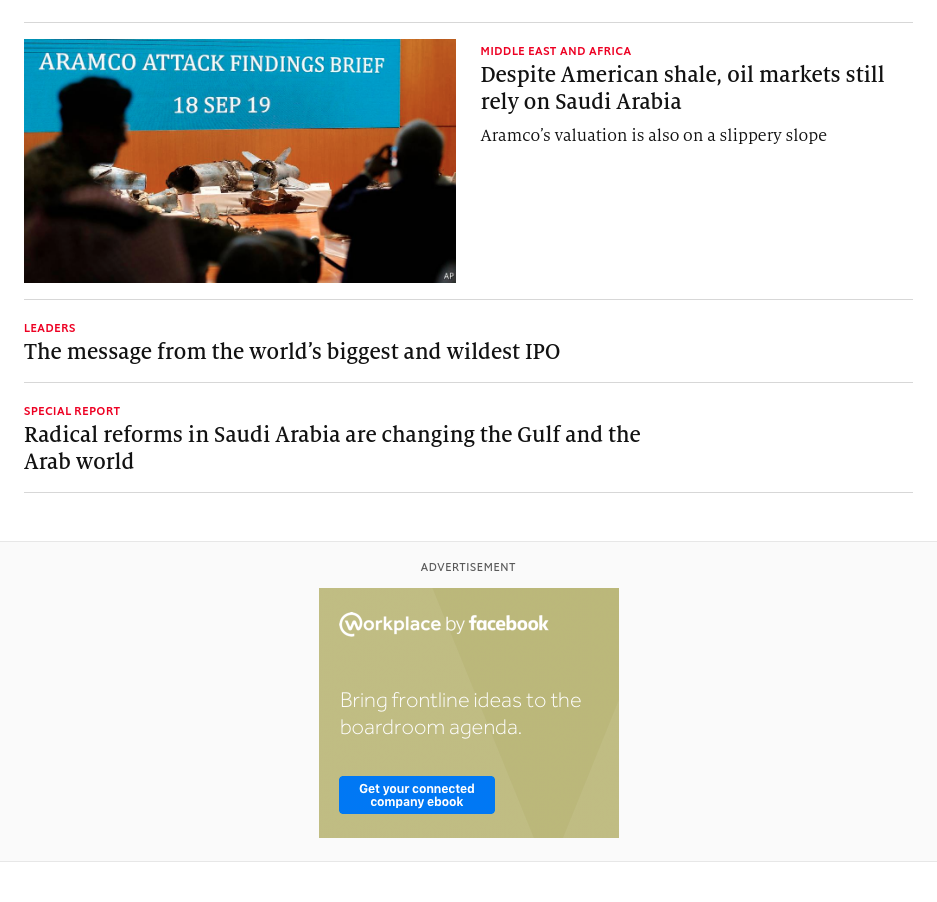 ARAMCO ATTACK FINDINGS BRIEF
18 SEP 19
AP
MIDDLE EAST AND AFRICA
Despite American shale, oil markets still
rely on Saudi Arabia
Aramco’s valuation is also on a slippery slope
LEADERS
The message from the world’s biggest and wildest IPO
SPECIAL REPORT
Radical reforms in Saudi Arabia are changing the Gulf and the
Arab world
ADVERTISEMENT
workplace by facebook
Bring frontline ideas to the
boardroom agenda.
Get your connected
company ebook